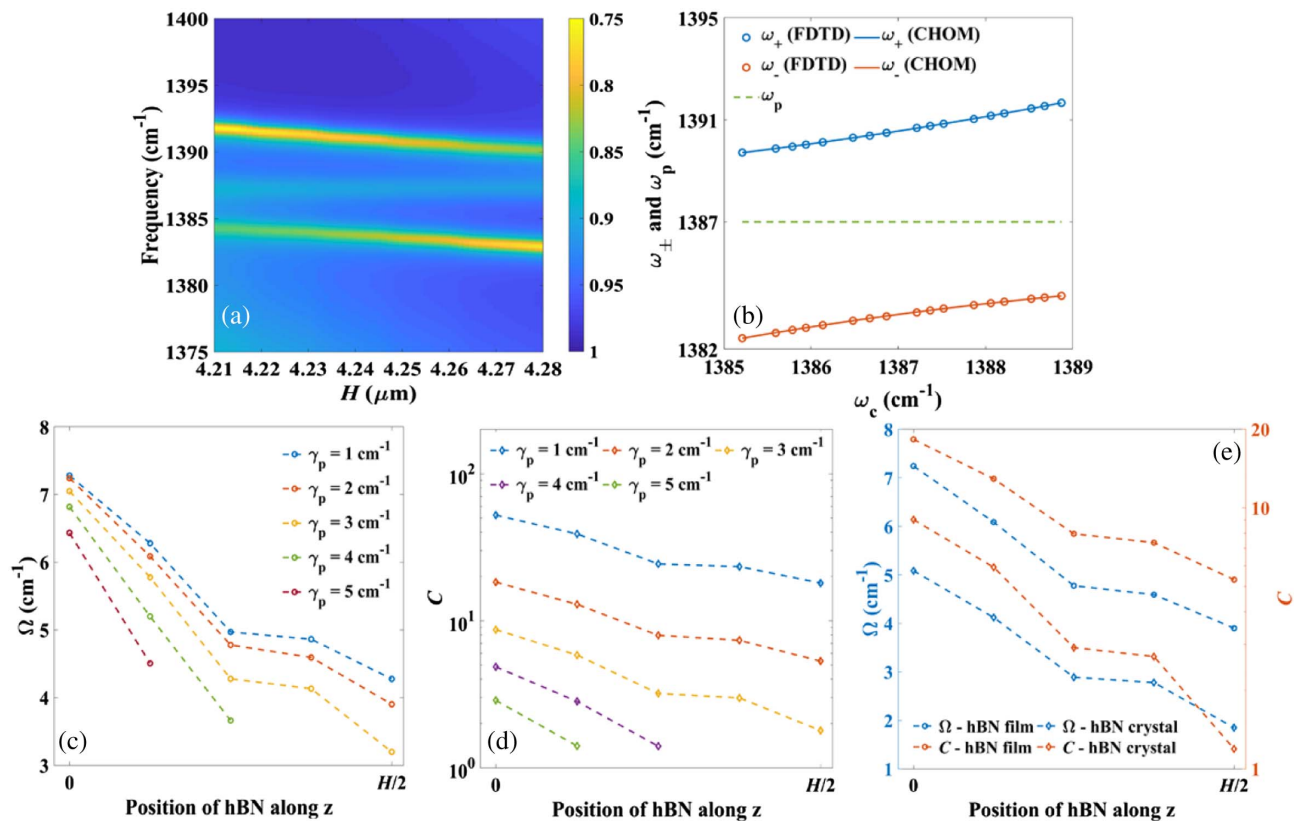 1400
1395
1390
1385
1380
1375
Frequency (cm⁻¹)
(a)
4.21 4.22 4.23 4.24 4.25 4.26 4.27 4.28
H (μm)
0.75
0.8
0.85
0.9
0.95
1
1395
1391
1387
1382
ω± and ωp (cm⁻¹)
ω+ (FDTD) ω+ (CHOM)
ω- (FDTD) ω- (CHOM)
ωp
(b)
1385 1386 1387 1388 1389
ωc (cm⁻¹)
8
7
6
5
4
3
Ω (cm⁻¹)
γp = 1 cm⁻¹
γp = 2 cm⁻¹
γp = 3 cm⁻¹
γp = 4 cm⁻¹
γp = 5 cm⁻¹
(c)
0 H/2
Position of hBN along z
10²
10¹
10⁰
C
γp = 1 cm⁻¹ γp = 2 cm⁻¹ γp = 3 cm⁻¹
γp = 4 cm⁻¹ γp = 5 cm⁻¹
(d)
0 H/2
Position of hBN along z
8
7
6
5
4
3
2
1
Ω (cm⁻¹)
(e)
20
10
1
C
Ω - hBN film Ω - hBN crystal
C - hBN film C - hBN crystal
0 H/2
Position of hBN along z